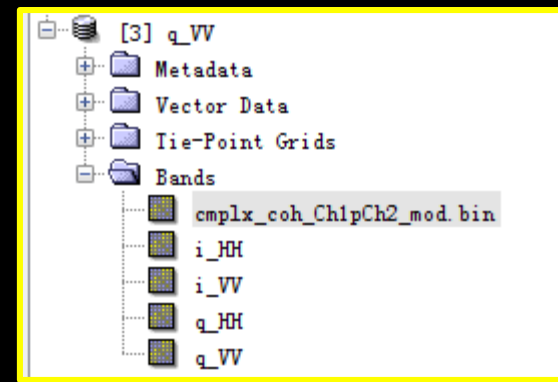 [3] q_VV
Metadata
Vector Data
Tie-Point Grids
Bands
cmplx_coh_Ch1pCh2_mod.bin
i_HH
i_VV
q_HH
q_VV